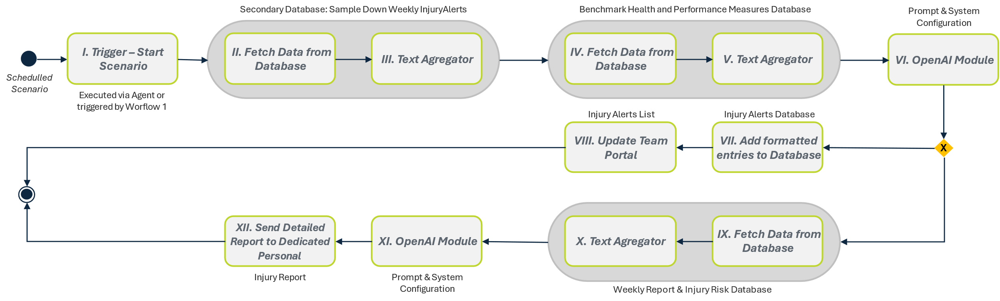 Secondary Database: Sample Down Weekly InjuryAlerts
Benchmark Health and Performance Measures Database
Prompt & System
Configuration
Schedulled
Scenario
I. Trigger – Start
Scenario
Executed via Agent or
triggered by Worflow 1
II. Fetch Data from
Database
III. Text Agregator
IV. Fetch Data from
Database
V. Text Agregator
VI. OpenAI Module
X
Injury Alerts Database
VII. Add formatted
entries to Database
Injury Alerts List
VIII. Update Team
Portal
IX. Fetch Data from
Database
X. Text Agregator
Weekly Report & Injury Risk Database
XI. OpenAI Module
Prompt & System
Configuration
XII. Send Detailed
Report to Dedicated
Personal
Injury Report